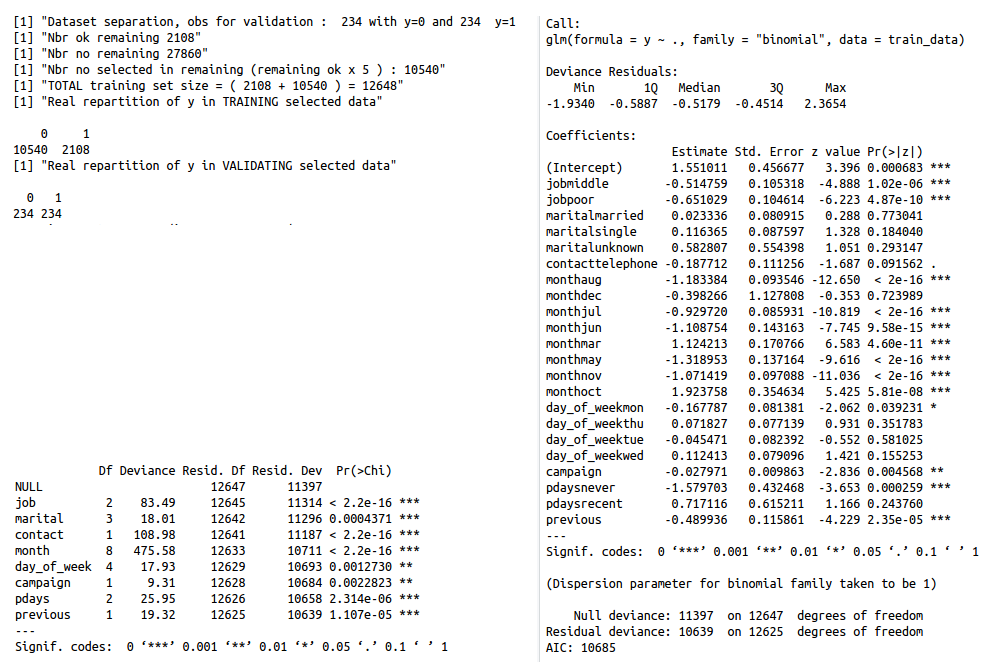 [1] "Dataset separation, obs for validation :  234 with y=0 and 234  y=1
[1] "Nbr ok remaining 2108"
[1] "Nbr no remaining 27860"
[1] "Nbr no selected in remaining (remaining ok x 5 ) : 10540"
[1] "TOTAL training set size = ( 2108 + 10540 ) = 12648"
[1] "Real repartition of y in TRAINING selected data"
    0     1
10540  2108
[1] "Real repartition of y in VALIDATING selected data"
  0   1
234 234
           Df Deviance Resid. Df Resid. Dev  Pr(>Chi)
NULL                       12647      11397
job         2    83.49     12645      11314 < 2.2e-16 ***
marital     3    18.01     12642      11296 0.0004371 ***
contact     1   108.98     12641      11187 < 2.2e-16 ***
month       8   475.58     12633      10711 < 2.2e-16 ***
day_of_week  4    17.93     12629      10693 0.0012730 **
campaign    1     9.31     12628      10684 0.0022823 **
pdays       2    25.95     12626      10658 2.314e-06 ***
previous    1    19.32     12625      10639 1.107e-05 ***
---
Signif. codes:  0 ‘***’ 0.001 ‘**’ 0.01 ‘*’ 0.05 ‘.’ 0.1 ‘ ’ 1
Call:
glm(formula = y ~ ., family = "binomial", data = train_data)
Deviance Residuals:
    Min       1Q   Median       3Q      Max
-1.9340  -0.5887  -0.5179  -0.4514   2.3654
Coefficients:
                  Estimate Std. Error z value Pr(>|z|)
(Intercept)       1.551011   0.456677   3.396 0.000683 ***
jobmiddle        -0.514759   0.105318  -4.888 1.02e-06 ***
jobpoor          -0.651029   0.104614  -6.223 4.87e-10 ***
maritalmarried    0.023336   0.080915   0.288 0.773041
maritalsingle     0.116365   0.087597   1.328 0.184040
maritalunknown    0.582807   0.554398   1.051 0.293147
contacttelephone -0.187712   0.111256  -1.687 0.091562 .
monthaug         -1.183384   0.093546 -12.650  < 2e-16 ***
monthdec         -0.398266   1.127808  -0.353 0.723989
monthjul         -0.929720   0.085931 -10.819  < 2e-16 ***
monthjun         -1.108754   0.143163  -7.745 9.58e-15 ***
monthmar          1.124213   0.170766   6.583 4.60e-11 ***
monthmay         -1.318953   0.137164  -9.616  < 2e-16 ***
monthnov         -1.071419   0.097088 -11.036  < 2e-16 ***
monthoct          1.923758   0.354634   5.425 5.81e-08 ***
day_of_weekmon   -0.167787   0.081381  -2.062 0.039231 *
day_of_weekthu    0.071827   0.077139   0.931 0.351783
day_of_weektue   -0.045471   0.082392  -0.552 0.581025
day_of_weekwed    0.112413   0.079096   1.421 0.155253
campaign         -0.027971   0.009863  -2.836 0.004568 **
pdaysnever       -1.579703   0.432468  -3.653 0.000259 ***
pdaysrecent       0.717116   0.615211   1.166 0.243760
previous         -0.489936   0.115861  -4.229 2.35e-05 ***
---
Signif. codes:  0 ‘***’ 0.001 ‘**’ 0.01 ‘*’ 0.05 ‘.’ 0.1 ‘ ’ 1
(Dispersion parameter for binomial family taken to be 1)
    Null deviance: 11397  on 12647  degrees of freedom
Residual deviance: 10639  on 12625  degrees of freedom
AIC: 10685